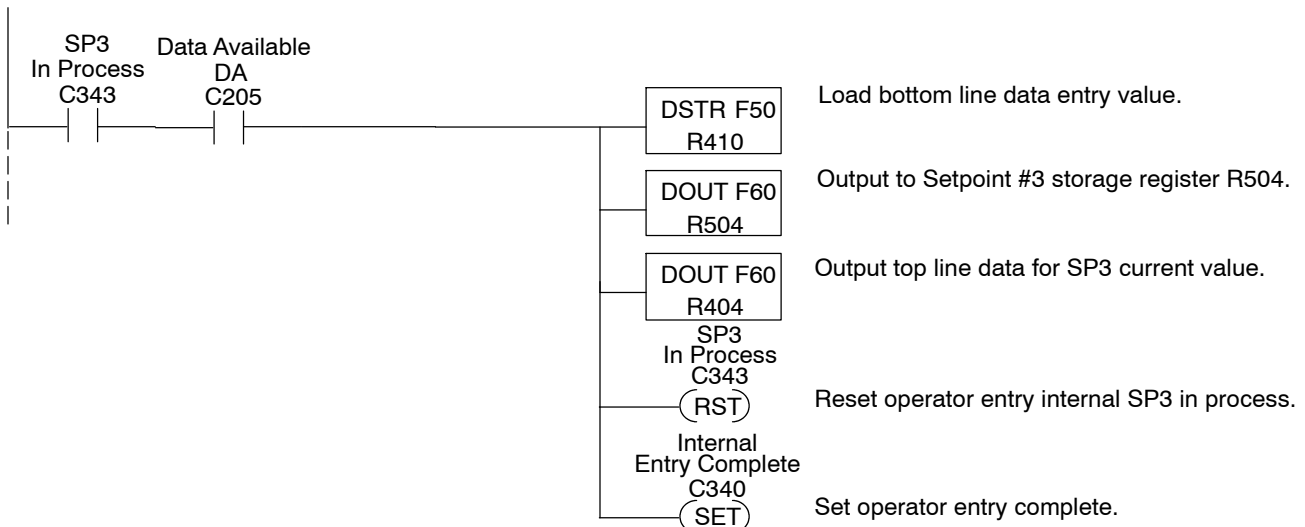 SP3
In Process
C343
Data Available
DA
C205
DSTR F50
R410
Load bottom line data entry value.
DOUT F60
R504
Output to Setpoint #3 storage register R504.
DOUT F60
R404
Output top line data for SP3 current value.
SP3
In Process
C343
RST
Reset operator entry internal SP3 in process.
Internal
Entry Complete
C340
SET
Set operator entry complete.